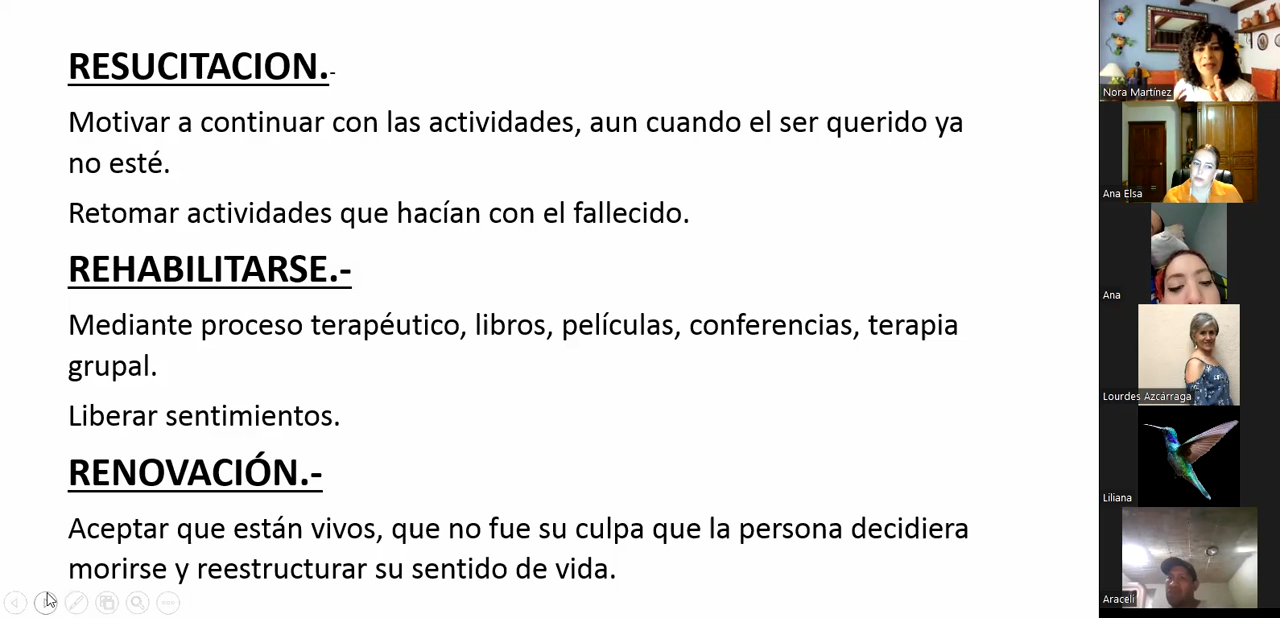 RESUCITACION.-
Motivar a continuar con las actividades, aun cuando el ser querido ya
no esté.
Retomar actividades que hacían con el fallecido.
REHABILITARSE.-
Mediante proceso terapéutico, libros, películas, conferencias, terapia
grupal.
Liberar sentimientos.
RENOVACIÓN.-
Aceptar que están vivos, que no fue su culpa que la persona decidiera
morirse y reestructurar su sentido de vida.
Nora Martínez
Ana Elsa
Ana
Lourdes Azcárraga
Liliana
Araceli